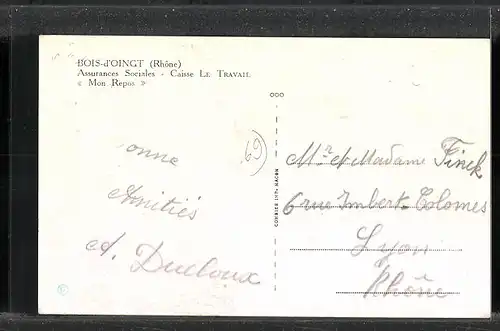 BOIS-d'OINGT (Rhône)
Assurances Sociales - Caisse LE TRAVAIL
« Mon Repos »
69
onne
Amitiés
A. Ducloux
COMBIER IMP. MACON
Mr et Madame Finck
6 rue Imbert-Colomes
Lyon
Rhône